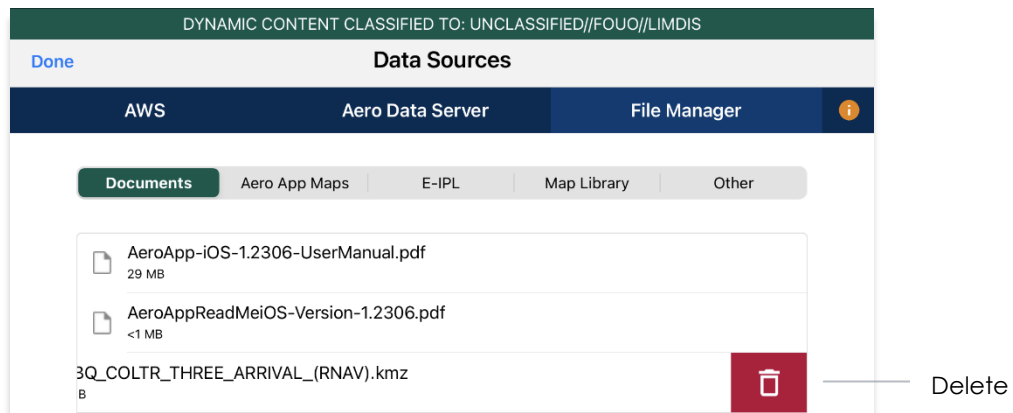 DYNAMIC CONTENT CLASSIFIED TO: UNCLASSIFIED//FOUO//LIMDIS
Done Data Sources
AWS Aero Data Server File Manager i
Documents Aero App Maps E-IPL Map Library Other
AeroApp-iOS-1.2306-UserManual.pdf
29 MB
AeroAppReadMeiOS-Version-1.2306.pdf
<1 MB
3Q_COLTR_THREE_ARRIVAL_(RNAV).kmz
B
Delete